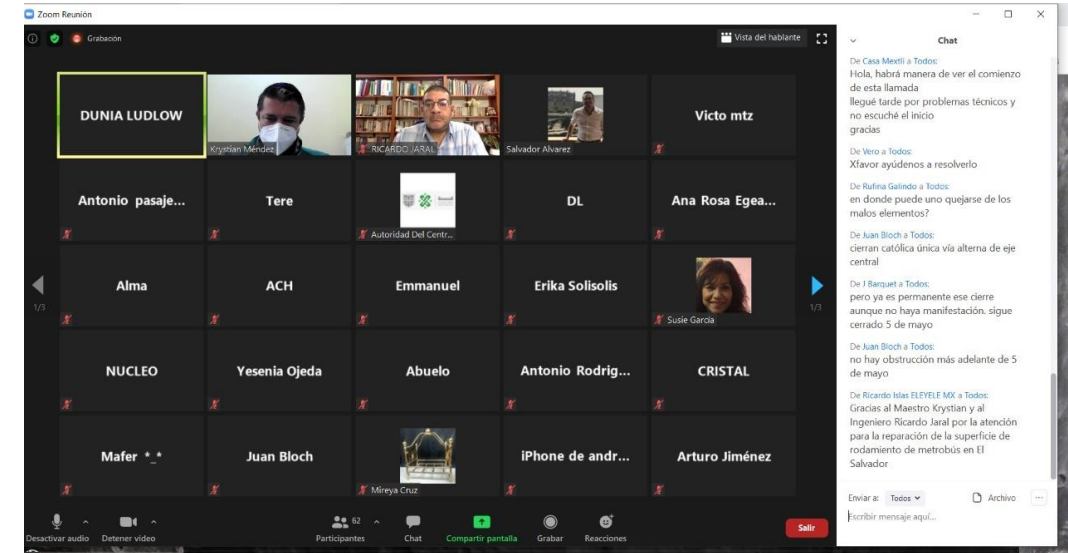 Zoom Reunión
Grabación
Vista del hablante
DUNIA LUDLOW
Krystian Méndez
RICARDO JARAL
Salvador Alvarez
Victo mtz
Antonio pasaje...
Tere
Autoridad Del Centr...
DL
Ana Rosa Egea...
Alma
ACH
Emmanuel
Erika Solisolis
Susie García
1/3
1/3
NUCLEO
Yesenia Ojeda
Abuelo
Antonio Rodrig...
CRISTAL
Mafer *_*
Juan Bloch
Mireya Cruz
iPhone de andr...
Arturo Jiménez
Desactivar audio
Detener video
62
Participantes
Chat
Compartir pantalla
Grabar
Reacciones
Salir
Chat
De Casa Mextli a Todos:
Hola, habrá manera de ver el comienzo
de esta llamada
llegué tarde por problemas técnicos y
no escuché el inicio
gracias
De Vero a Todos:
Xfavor ayúdenos a resolverlo
De Rufina Galindo a Todos:
en donde puede uno quejarse de los
malos elementos?
De Juan Bloch a Todos:
cierran católica única vía alterna de eje
central
De J Barquet a Todos:
pero ya es permanente ese cierre
aunque no haya manifestación. sigue
cerrado 5 de mayo
De Juan Bloch a Todos:
no hay obstrucción más adelante de 5
de mayo
De Ricardo Islas ELEYELE MX a Todos:
Gracias al Maestro Krystian y al
Ingeniero Ricardo Jaral por la atención
para la reparación de la superficie de
rodamiento de metrobús en El
Salvador
Enviar a: Todos
Archivo
Escribir mensaje aquí...